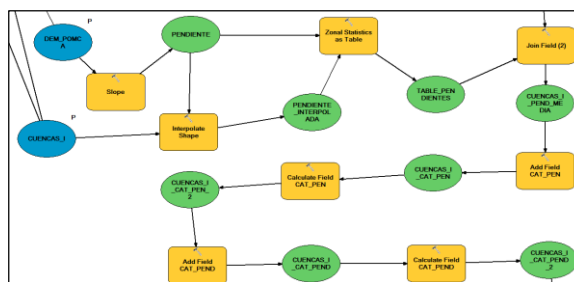 P
DEM_POMC
A
Slope
PENDIENTE
Zonal Statistics
as Table
Join Field (2)
P
CUENCAS_I
Interpolate
Shape
PENDIENTE
_INTERPOL
ADA
TABLE_PEN
DIENTES
CUENCAS_I
_PEND_ME
DIA
CUENCAS_I
_CAT_PEN_
2
Calculate Field
CAT_PEN
CUENCAS_I
_CAT_PEN
Add Field
CAT_PEN
Add Field
CAT_PEND
CUENCAS_I
_CAT_PEND
Calculate Field
CAT_PEND
CUENCAS_I
_CAT_PEND_
2